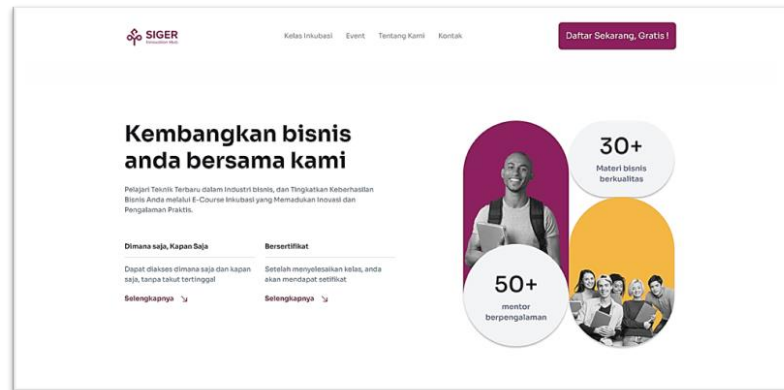 SIGER
Innovation Hub
Kelas Inkubasi Event Tentang Kami Kontak
Daftar Sekarang, Gratis !
Kembangkan bisnis
anda bersama kami
Pelajari Teknik Terbaru dalam Industri bisnis, dan Tingkatkan Keberhasilan
Bisnis Anda melalui E-Course Inkubasi yang Memadukan Inovasi dan
Pengalaman Praktis.
Dimana saja, Kapan Saja
Dapat diakses dimana saja dan kapan
saja, tanpa takut tertinggal
Selengkapnya
Bersertifikat
Setelah menyelesaikan kelas, anda
akan mendapat setifikat
Selengkapnya
30+
Materi bisnis
berkualitas
50+
mentor
berpengalaman